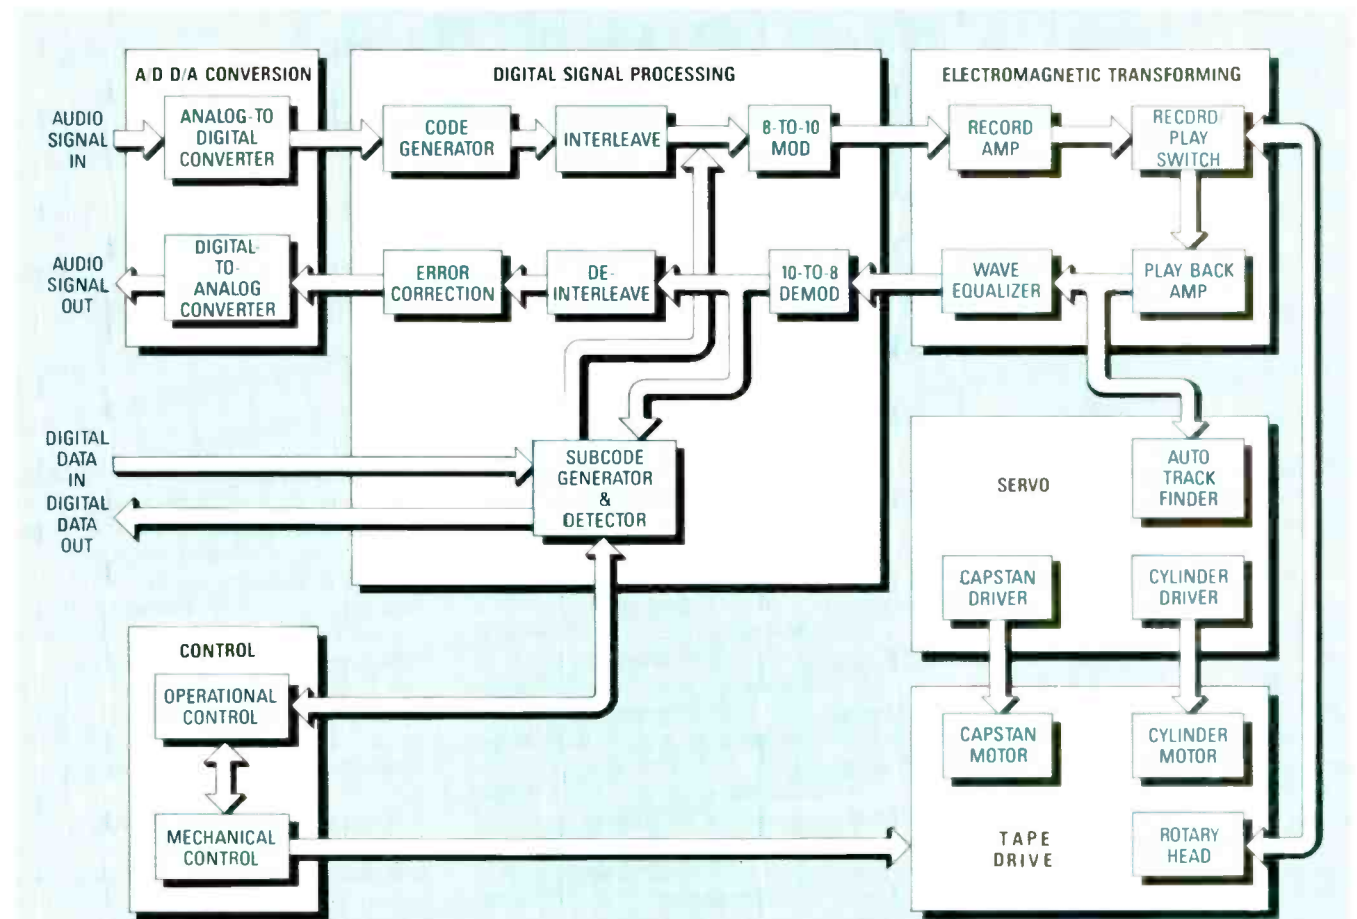 A/D D/A CONVERSION
DIGITAL SIGNAL PROCESSING
ELECTROMAGNETIC TRANSFORMING
AUDIO
SIGNAL
IN
ANALOG-TO
DIGITAL
CONVERTER
CODE
GENERATOR
INTERLEAVE
8-TO-10
MOD
RECORD
AMP
RECORD/
PLAY
SWITCH
AUDIO
SIGNAL
OUT
DIGITAL-
TO-
ANALOG
CONVERTER
ERROR
CORRECTION
DE-
INTERLEAVE
10-TO-8
DEMOD
WAVE
EQUALIZER
PLAY BACK
AMP
DIGITAL
DATA
IN
DIGITAL
DATA
OUT
SUBCODE
GENERATOR
&
DETECTOR
SERVO
AUTO
TRACK
FINDER
CAPSTAN
DRIVER
CYLINDER
DRIVER
CONTROL
OPERATIONAL
CONTROL
CAPSTAN
MOTOR
CYLINDER
MOTOR
MECHANICAL
CONTROL
TAPE
DRIVE
ROTARY
HEAD